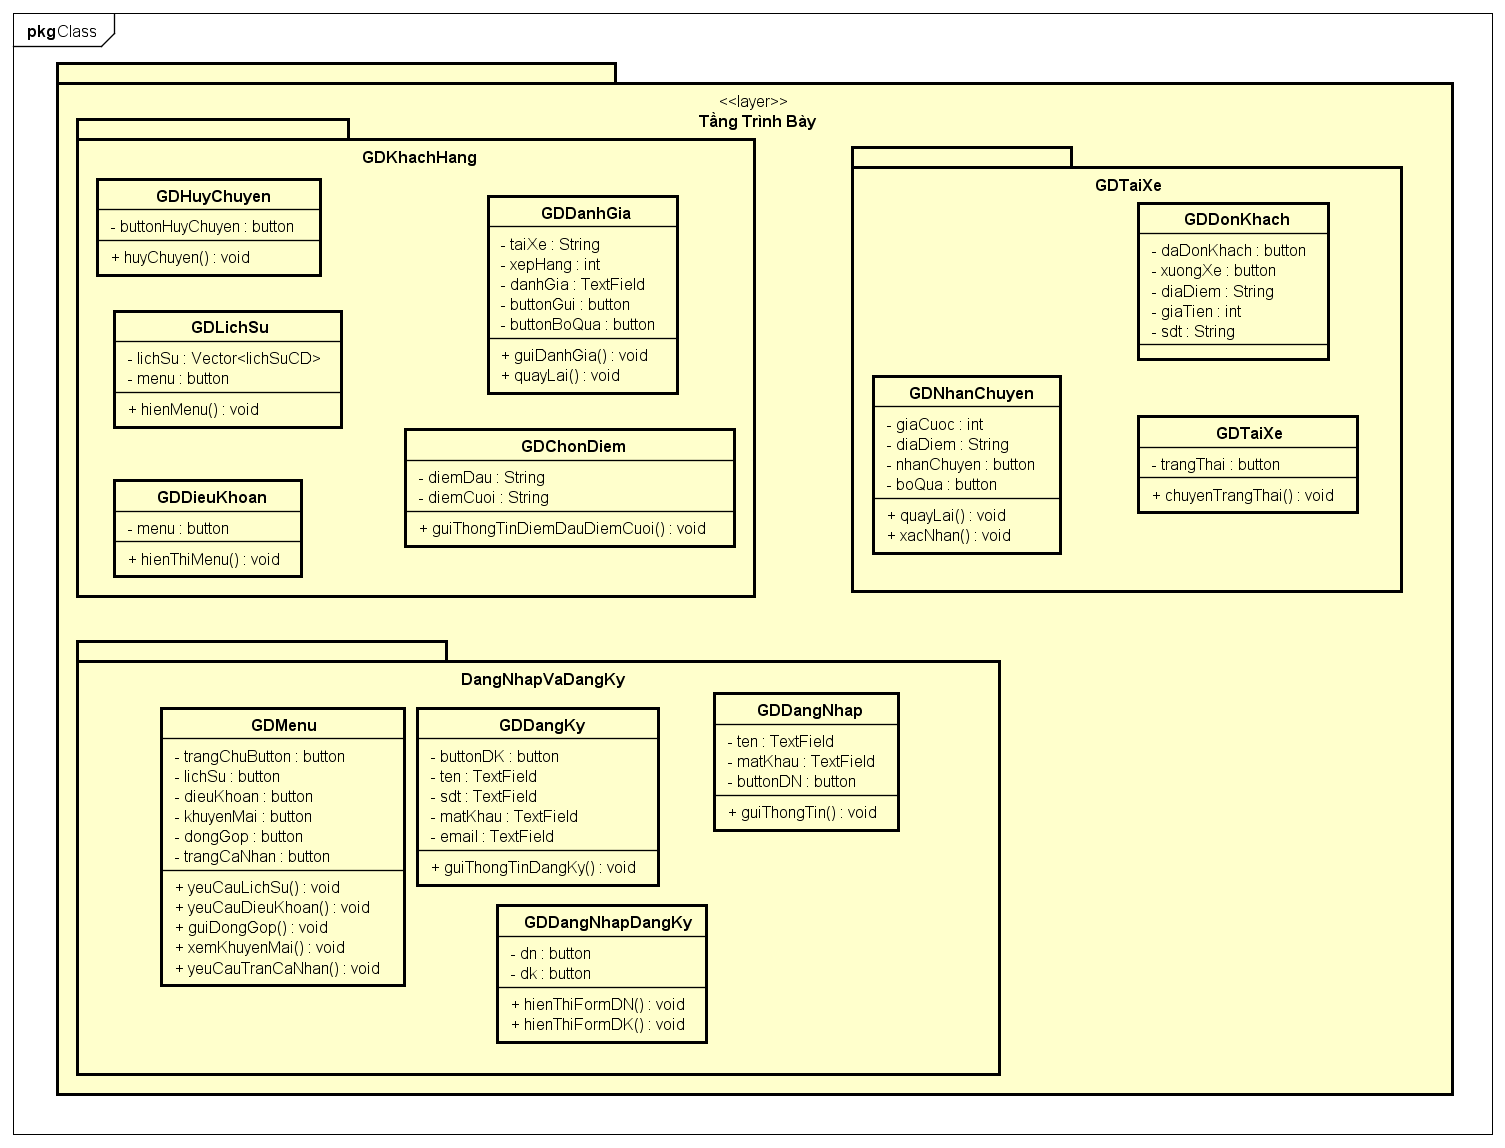 pkg Class
<<layer>>
Tầng Trình Bày
GDKhachHang
GDHuyChuyen
- buttonHuyChuyen : button
+ huyChuyen() : void
GDDanhGia
- taiXe : String
- xepHang : int
- danhGia : TextField
- buttonGui : button
- buttonBoQua : button
+ guiDanhGia() : void
+ quayLai() : void
GDLichSu
- lichSu : Vector<lichSuCD>
- menu : button
+ hienMenu() : void
GDChonDiem
- diemDau : String
- diemCuoi : String
+ guiThongTinDiemDauDiemCuoi() : void
GDDieuKhoan
- menu : button
+ hienThiMenu() : void
GDTaiXe
GDDonKhach
- daDonKhach : button
- xuongXe : button
- diaDiem : String
- giaTien : int
- sdt : String
GDNhanChuyen
- giaCuoc : int
- diaDiem : String
- nhanChuyen : button
- boQua : button
+ quayLai() : void
+ xacNhan() : void
GDTaiXe
- trangThai : button
+ chuyenTrangThai() : void
DangNhapVaDangKy
GDMenu
- trangChuButton : button
- lichSu : button
- dieuKhoan : button
- khuyenMai : button
- dongGop : button
- trangCaNhan : button
+ yeuCauLichSu() : void
+ yeuCauDieuKhoan() : void
+ guiDongGop() : void
+ xemKhuyenMai() : void
+ yeuCauTranCaNhan() : void
GDDangKy
- buttonDK : button
- ten : TextField
- sdt : TextField
- matKhau : TextField
- email : TextField
+ guiThongTinDangKy() : void
GDDangNhap
- ten : TextField
- matKhau : TextField
- buttonDN : button
+ guiThongTin() : void
GDDangNhapDangKy
- dn : button
- dk : button
+ hienThiFormDN() : void
+ hienThiFormDK() : void